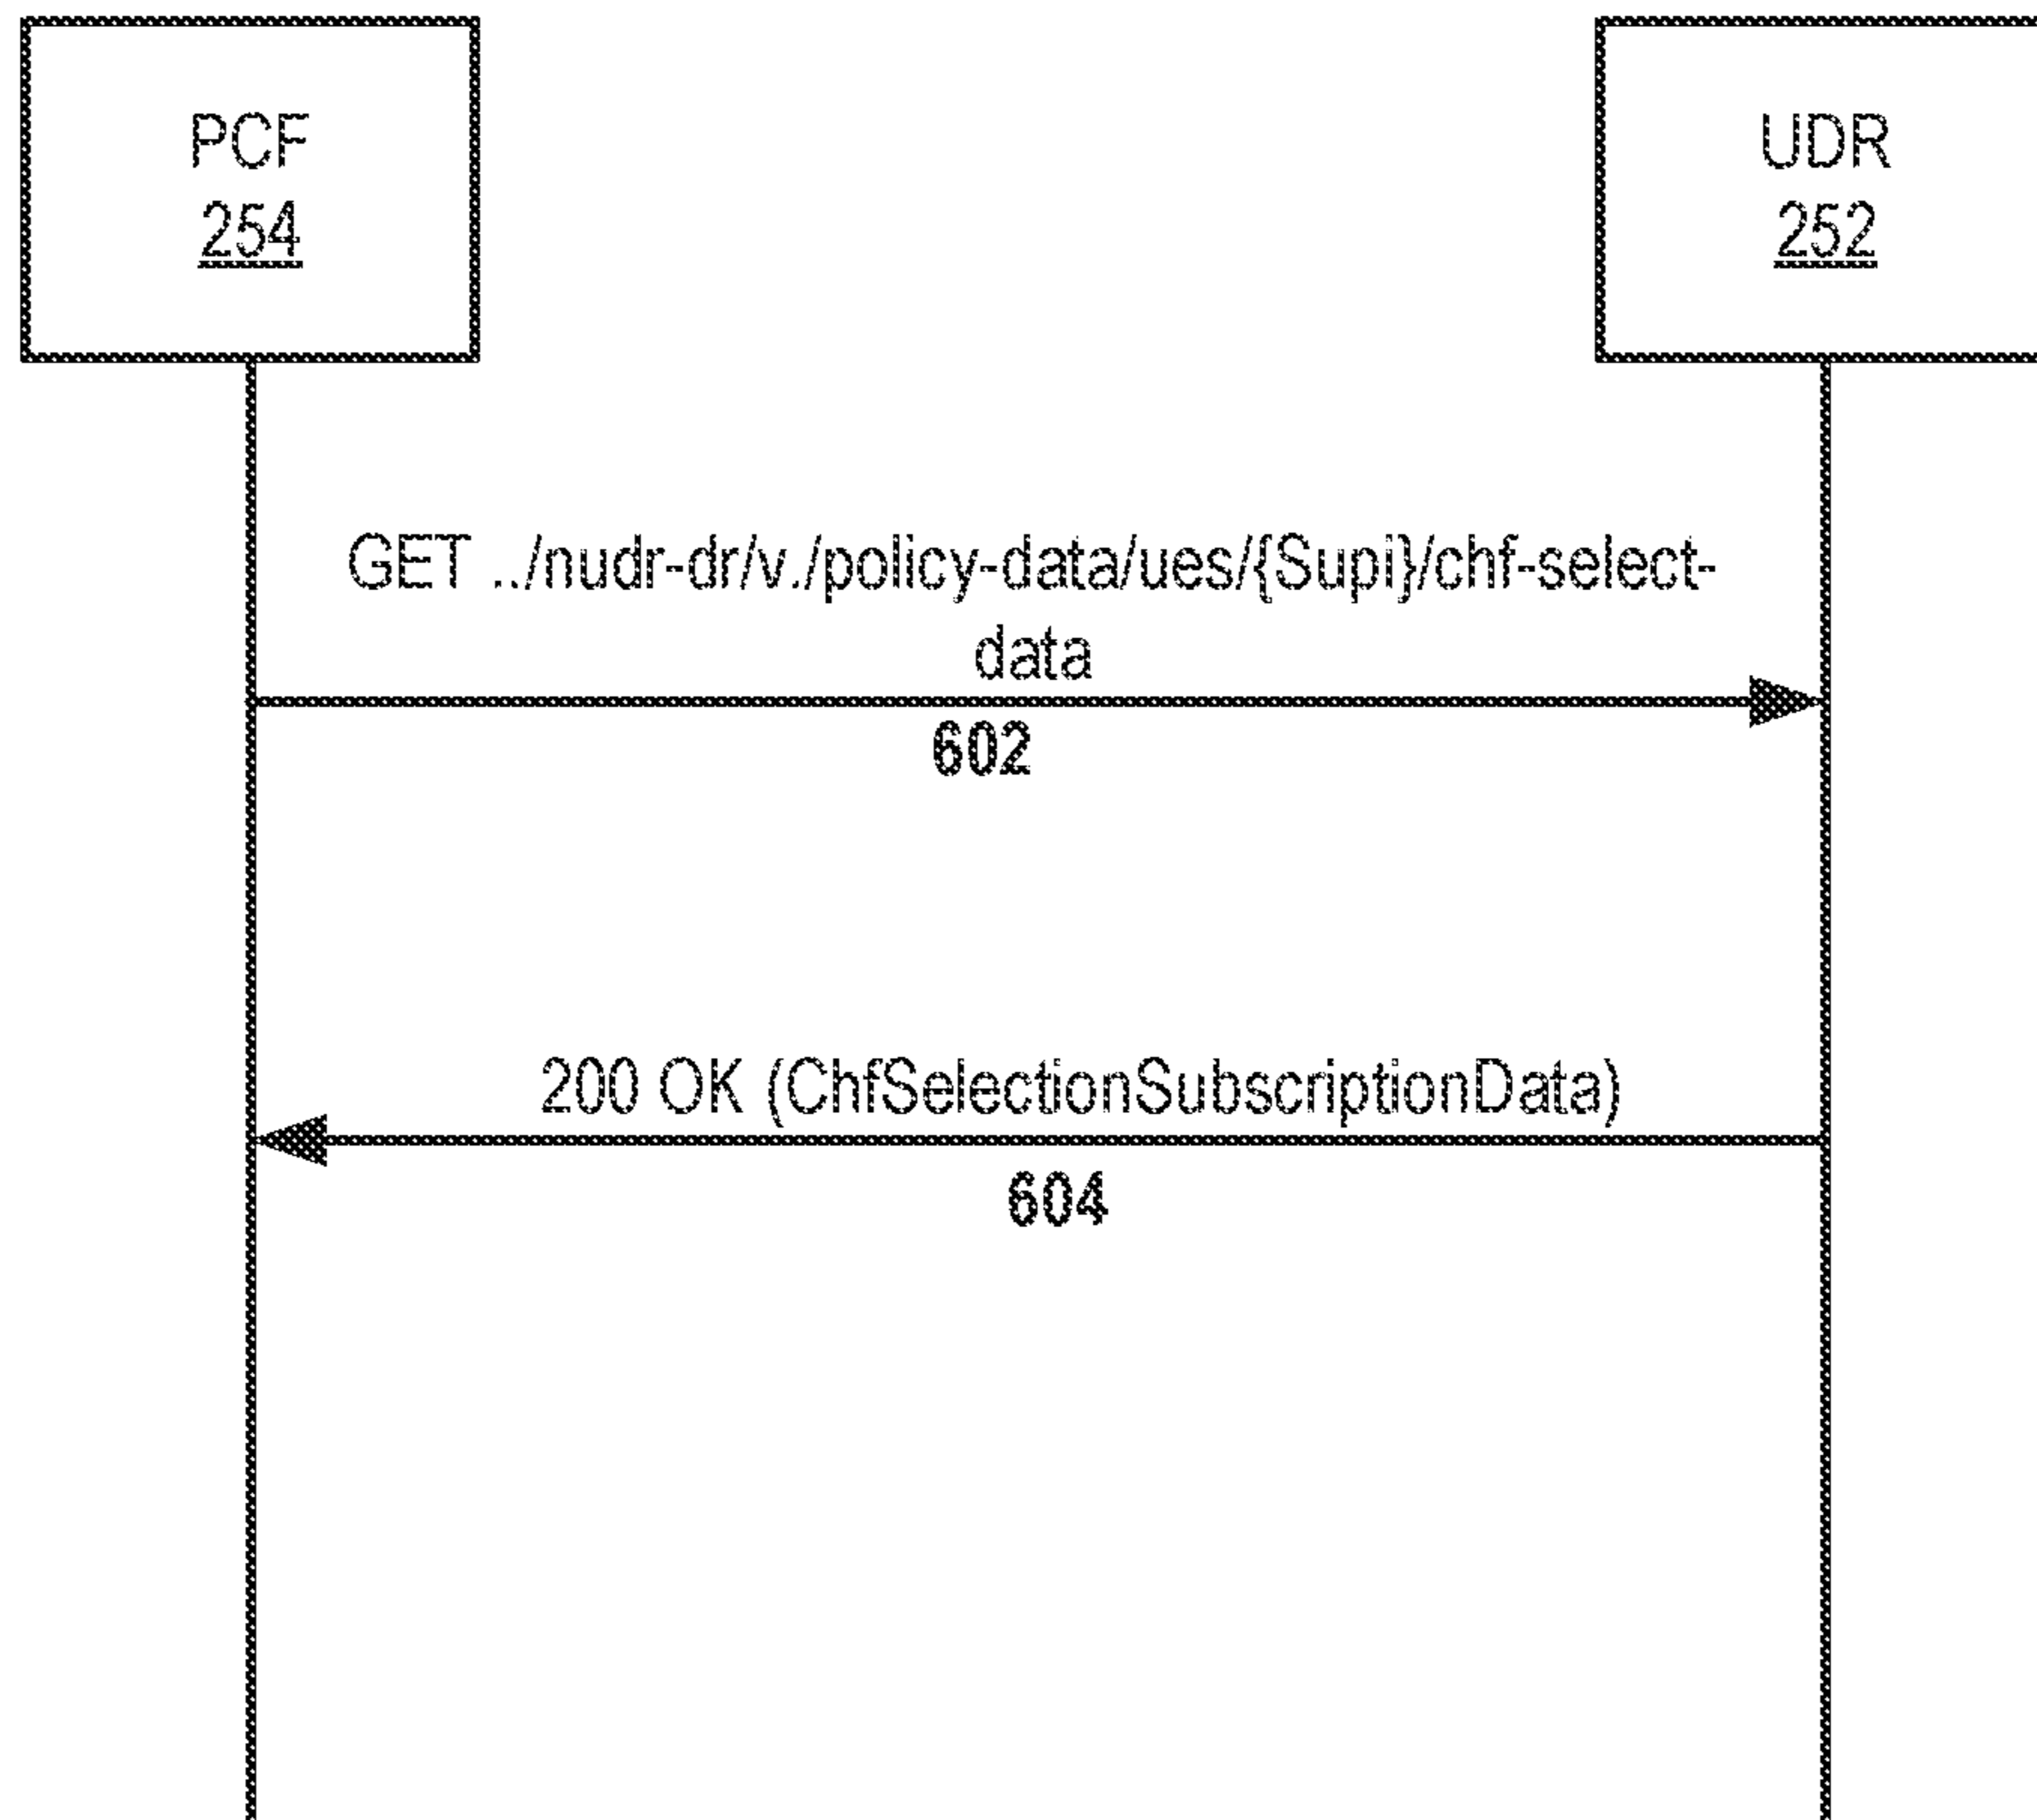 PCF
254
UDR
252
GET ../nudr-dr/v./policy-data/ues/{Supi}/chf-select-
data
602
200 OK (ChfSelectionSubscriptionData)
604